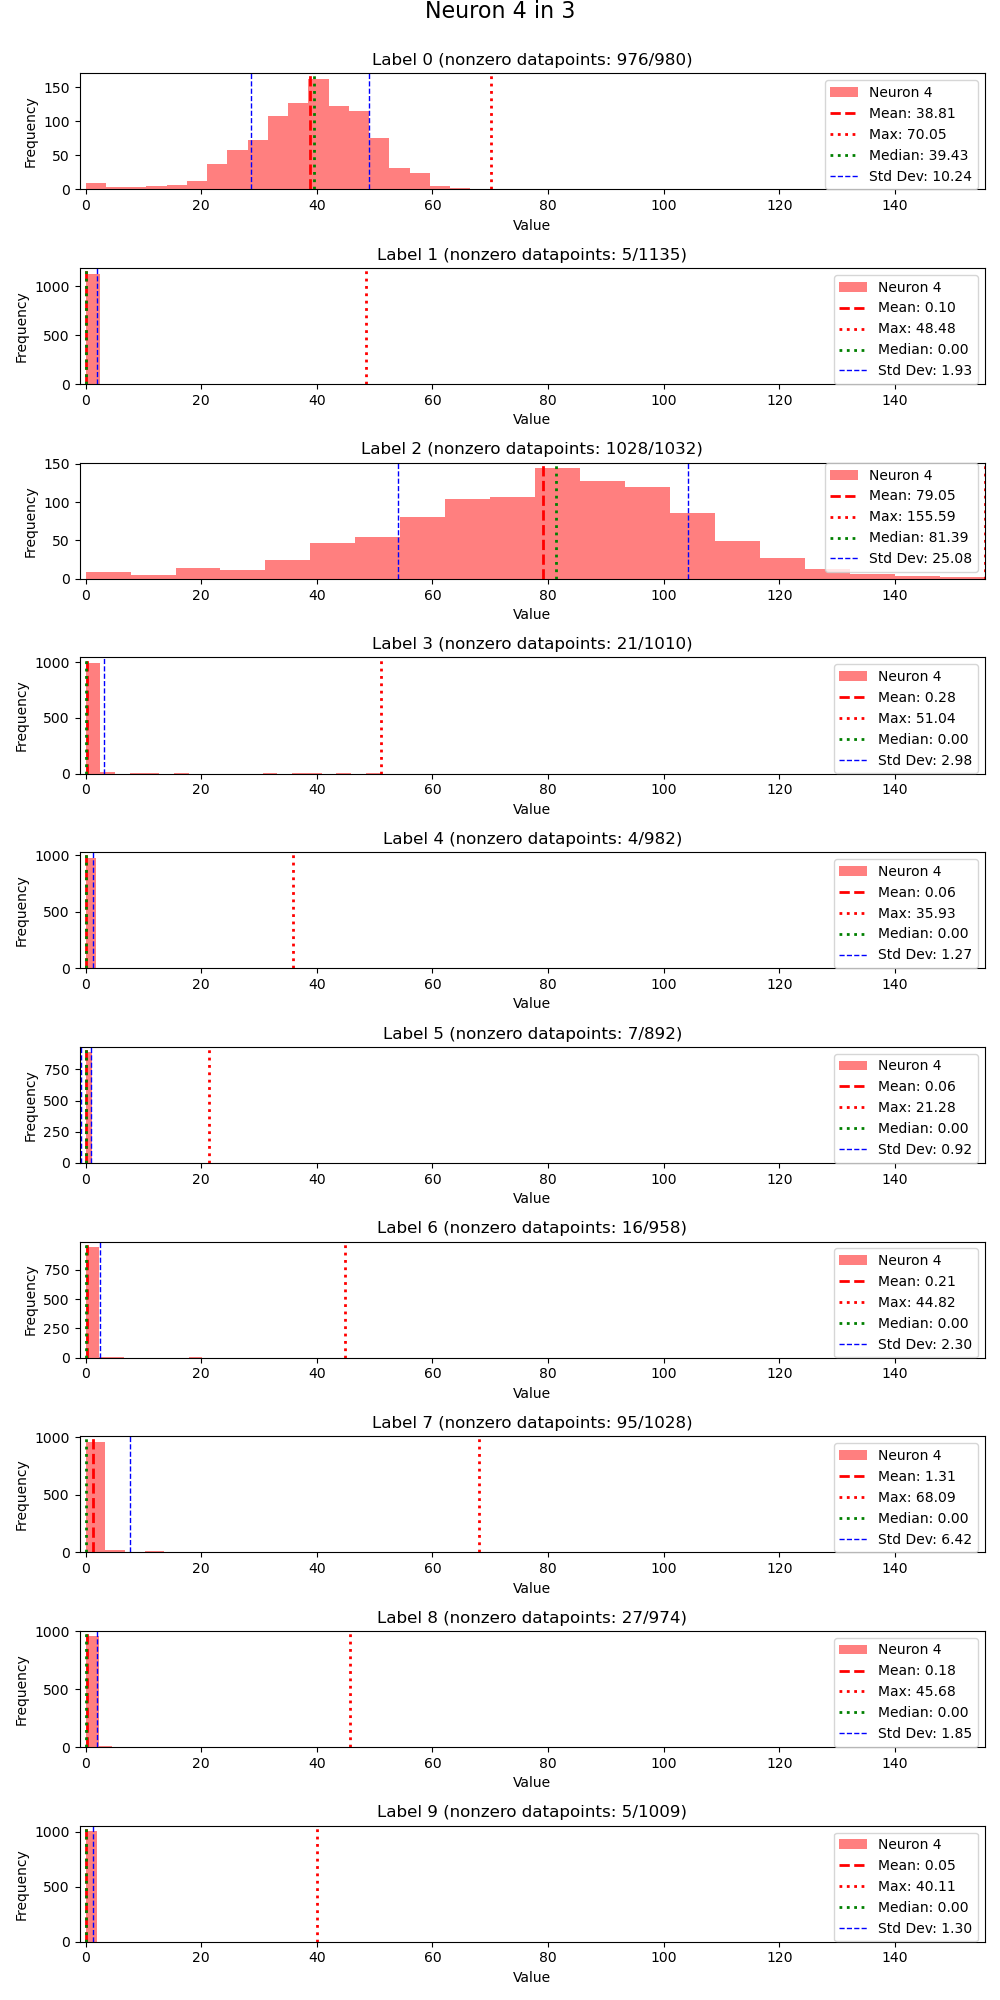 Neuron 4 in 3
Label 0 (nonzero datapoints: 976/980)
Frequency
150
100
50
0
Neuron 4
Mean: 38.81
Max: 70.05
Median: 39.43
Std Dev: 10.24
0 20 40 60 80 100 120 140
Value
Label 1 (nonzero datapoints: 5/1135)
Frequency
1000
500
0
Neuron 4
Mean: 0.10
Max: 48.48
Median: 0.00
Std Dev: 1.93
0 20 40 60 80 100 120 140
Value
Label 2 (nonzero datapoints: 1028/1032)
Frequency
150
100
50
0
Neuron 4
Mean: 79.05
Max: 155.59
Median: 81.39
Std Dev: 25.08
0 20 40 60 80 100 120 140
Value
Label 3 (nonzero datapoints: 21/1010)
Frequency
1000
500
0
Neuron 4
Mean: 0.28
Max: 51.04
Median: 0.00
Std Dev: 2.98
0 20 40 60 80 100 120 140
Value
Label 4 (nonzero datapoints: 4/982)
Frequency
1000
500
0
Neuron 4
Mean: 0.06
Max: 35.93
Median: 0.00
Std Dev: 1.27
0 20 40 60 80 100 120 140
Value
Label 5 (nonzero datapoints: 7/892)
Frequency
750
500
250
0
Neuron 4
Mean: 0.06
Max: 21.28
Median: 0.00
Std Dev: 0.92
0 20 40 60 80 100 120 140
Value
Label 6 (nonzero datapoints: 16/958)
Frequency
750
500
250
0
Neuron 4
Mean: 0.21
Max: 44.82
Median: 0.00
Std Dev: 2.30
0 20 40 60 80 100 120 140
Value
Label 7 (nonzero datapoints: 95/1028)
Frequency
1000
500
0
Neuron 4
Mean: 1.31
Max: 68.09
Median: 0.00
Std Dev: 6.42
0 20 40 60 80 100 120 140
Value
Label 8 (nonzero datapoints: 27/974)
Frequency
1000
500
0
Neuron 4
Mean: 0.18
Max: 45.68
Median: 0.00
Std Dev: 1.85
0 20 40 60 80 100 120 140
Value
Label 9 (nonzero datapoints: 5/1009)
Frequency
1000
500
0
Neuron 4
Mean: 0.05
Max: 40.11
Median: 0.00
Std Dev: 1.30
0 20 40 60 80 100 120 140
Value